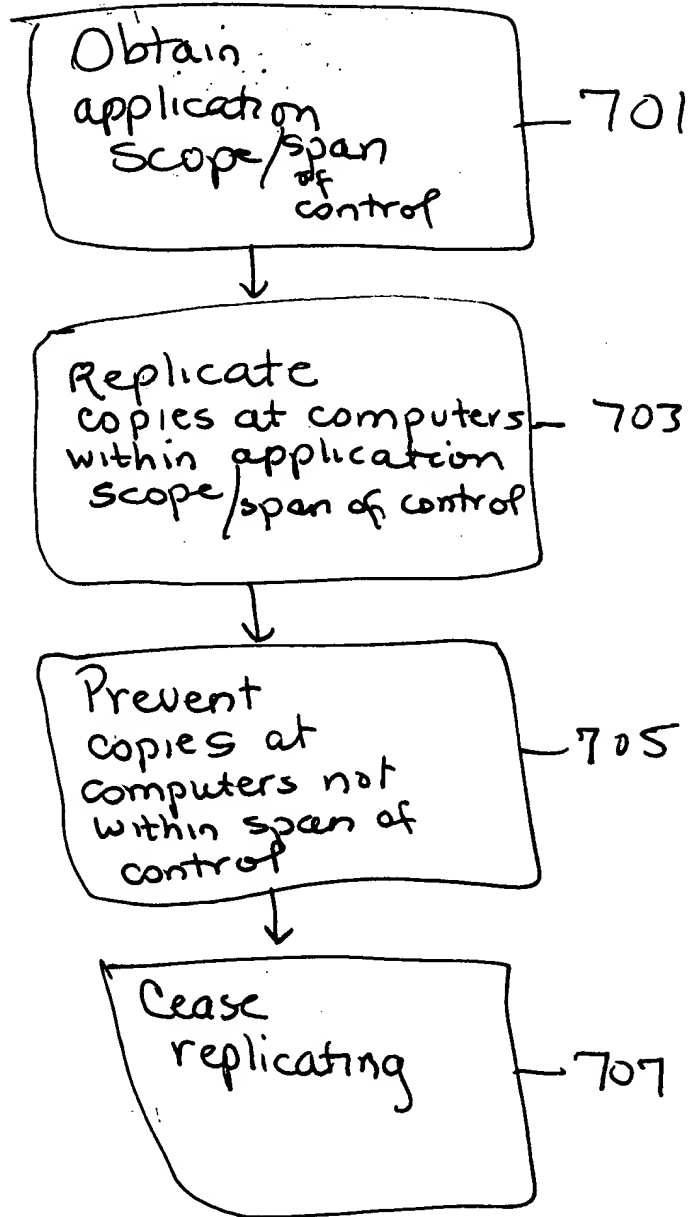 Obtain
application
scope/span
of
control
701
Replicate
copies at computers
within application
scope/span of control
703
Prevent
copies at
computers not
within span of
control
705
Cease
replicating
707